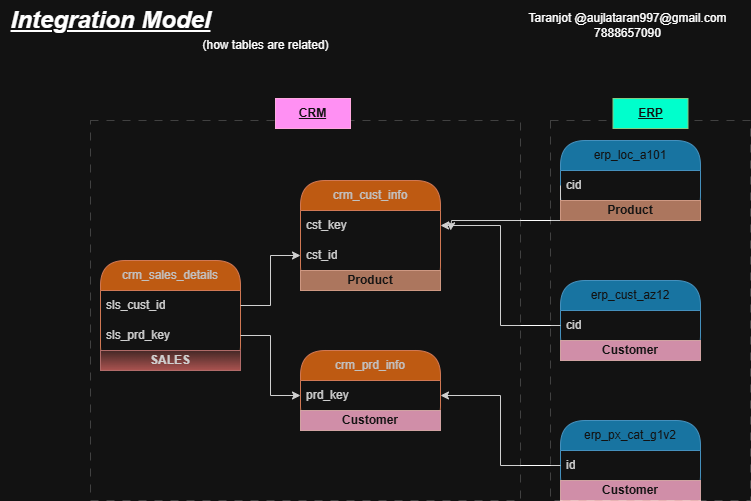 Integration Model
(how tables are related)
Taranjot @aujlataran997@gmail.com
7888657090
CRM
ERP
crm_sales_details
sls_cust_id
sls_prd_key
SALES
crm_cust_info
cst_key
cst_id
Product
crm_prd_info
prd_key
Customer
erp_loc_a101
cid
Product
erp_cust_az12
cid
Customer
erp_px_cat_g1v2
id
Customer